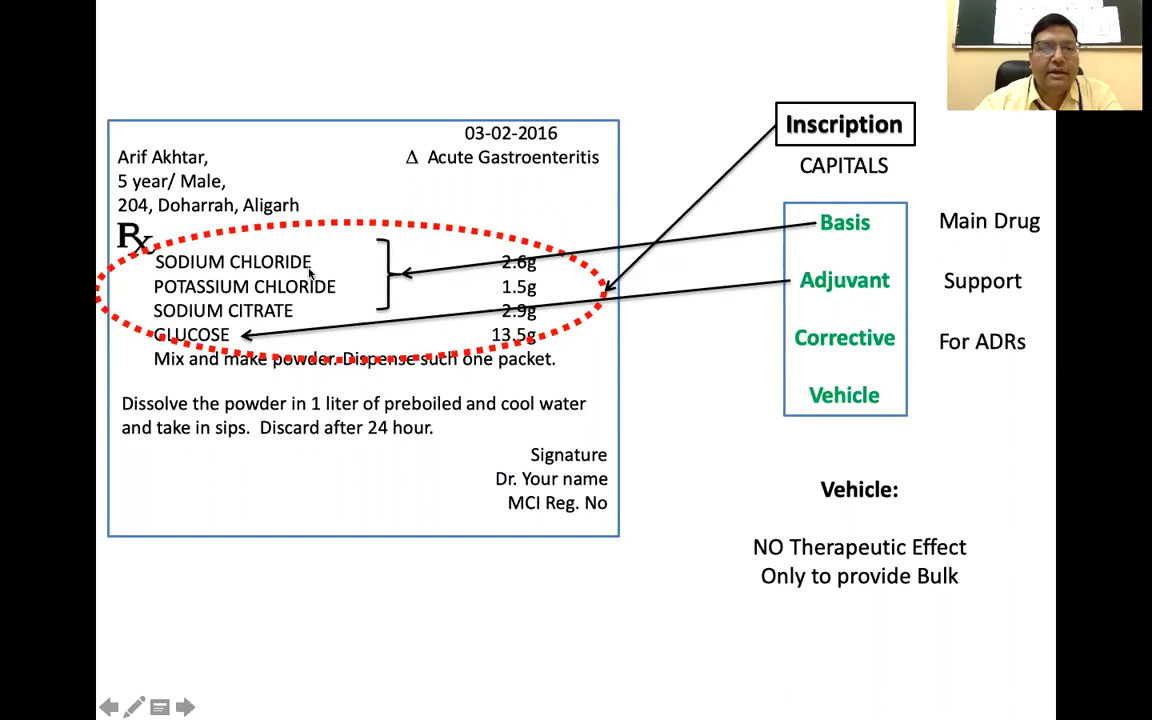 03-02-2016
Arif Akhtar,
Δ Acute Gastroenteritis
5 year/ Male,
204, Doharrah, Aligarh
Rx
SODIUM CHLORIDE 2.6g
POTASSIUM CHLORIDE 1.5g
SODIUM CITRATE 2.9g
GLUCOSE 13.5g
Mix and make powder. Dispense such one packet.
Dissolve the powder in 1 liter of preboiled and cool water
and take in sips. Discard after 24 hour.
Signature
Dr. Your name
MCI Reg. No
Inscription
CAPITALS
Basis Main Drug
Adjuvant Support
Corrective For ADRs
Vehicle
Vehicle:
NO Therapeutic Effect
Only to provide Bulk